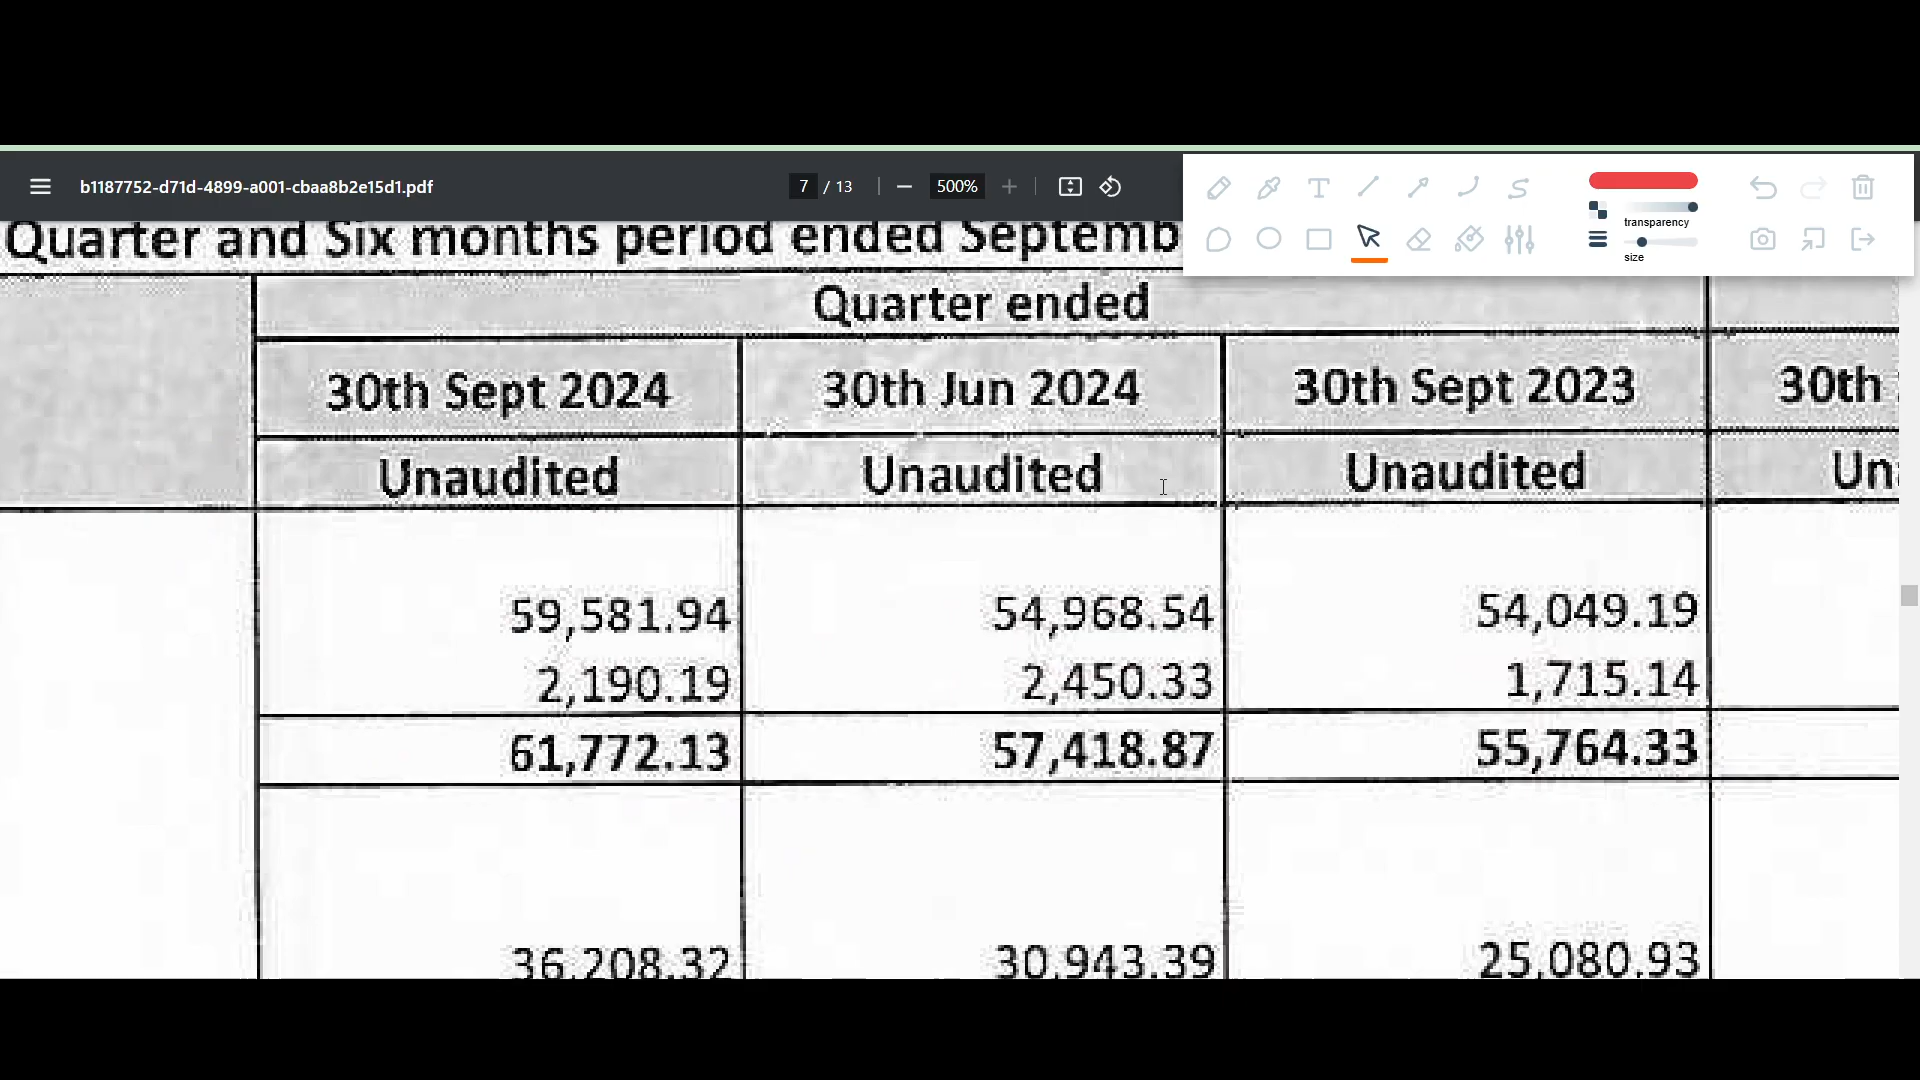 b1187752-d71d-4899-a001-cbaa8b2e15d1.pdf
7 / 13
500%
transparency
size
Quarter and Six months period ended Septemb
Quarter ended
30th Sept 2024 30th Jun 2024 30th Sept 2023 30th
Unaudited Unaudited Unaudited Una
59,581.94 54,968.54 54,049.19
2,190.19 2,450.33 1,715.14
61,772.13 57,418.87 55,764.33
36,208.32 30,943.39 25,080.93